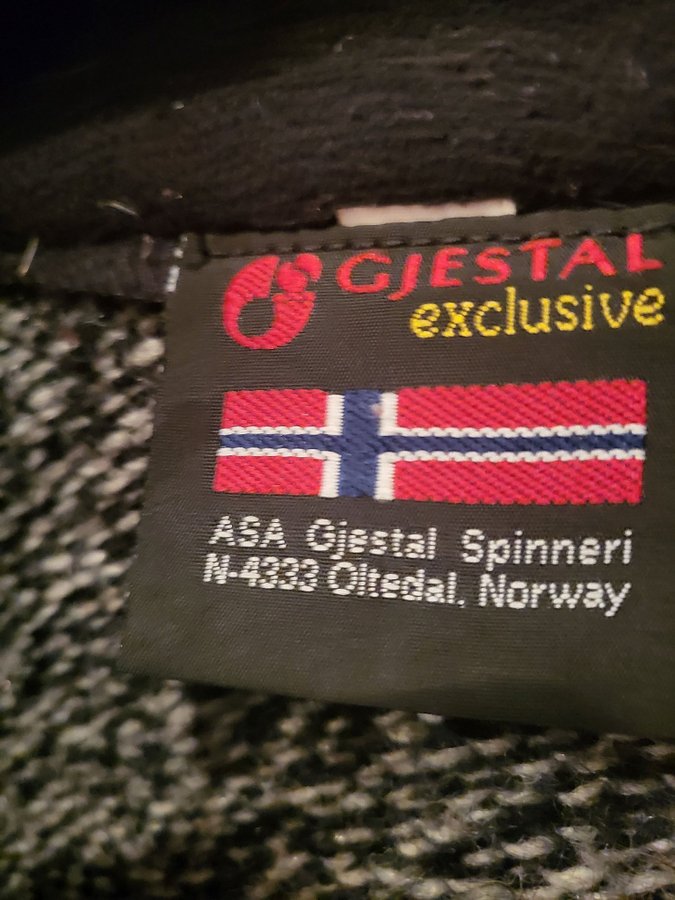 GJESTAL
exclusive
ASA Gjestal Spinneri
N-4333 Oltedal, Norway